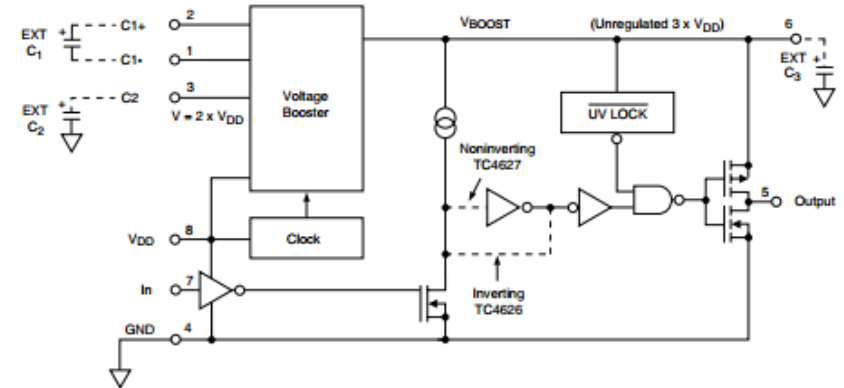 VBOOST
(Unregulated 3 x VDD)
6
EXT
C3
2
C1+
EXT
C1
1
C1-
3
C2
EXT
C2
V = 2 x VDD
Voltage
Booster
UV LOCK
Noninverting
TC4627
5
Output
VDD
8
Clock
In
7
Inverting
TC4626
GND
4